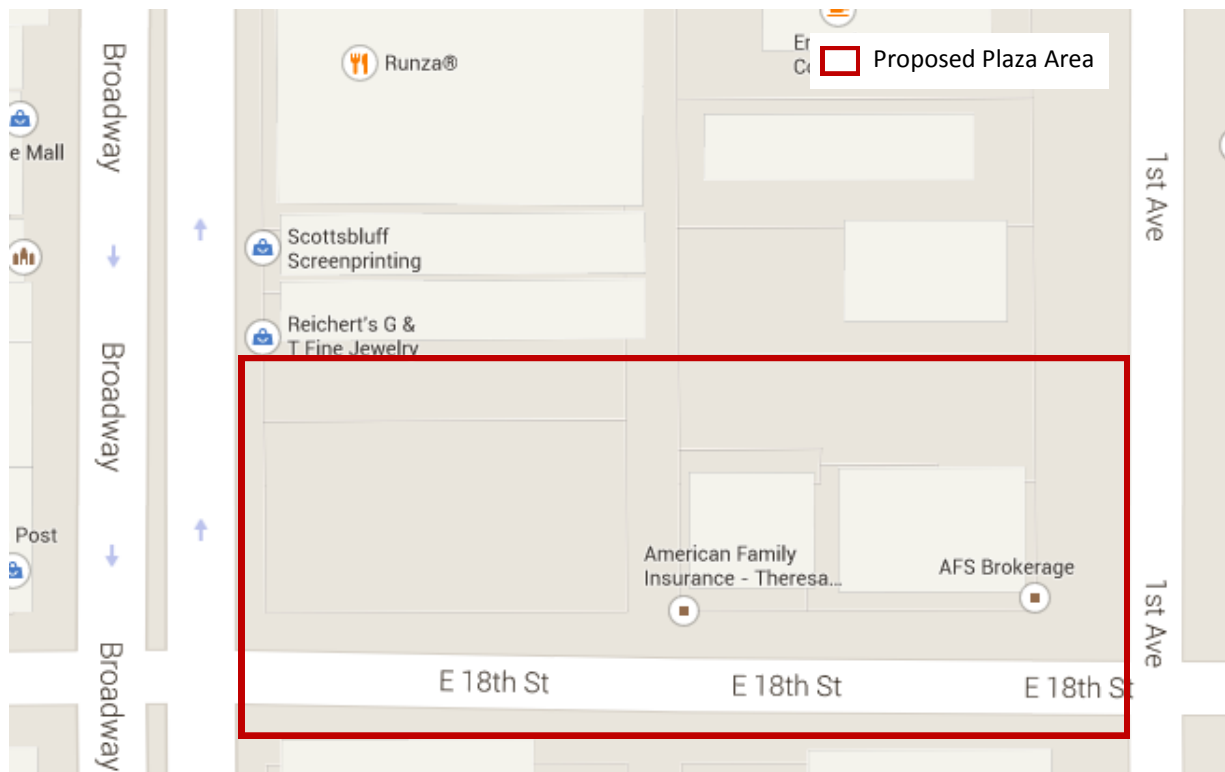 Broadway
Runza®
Proposed Plaza Area
e Mall
1st Ave
Scottsbluff
Screenprinting
Reichert's G &
T Fine Jewelry
Broadway
Post
American Family
Insurance - Theresa...
AFS Brokerage
1st Ave
Broadway
E 18th St
E 18th St
E 18th St